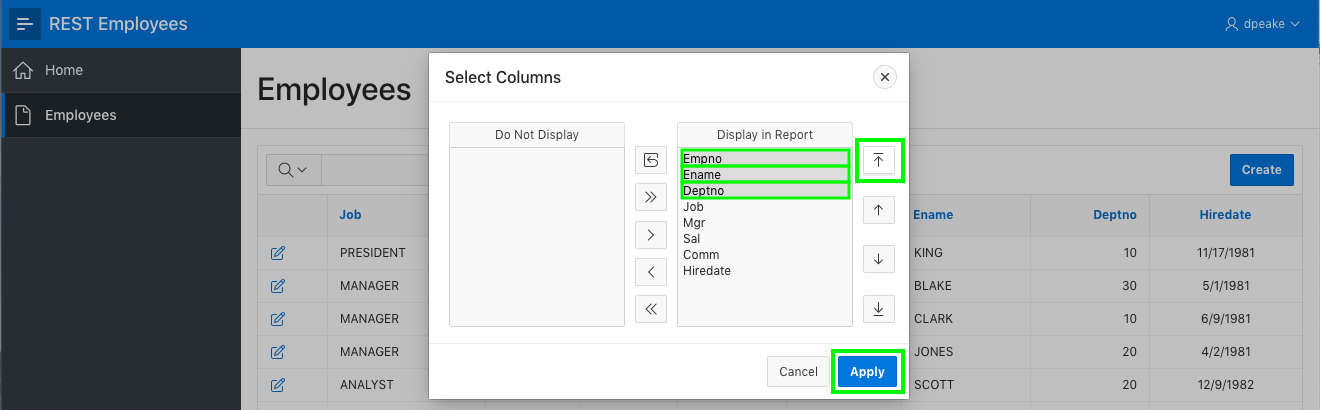 REST Employees
dpeake
Home
Employees
Employees
Select Columns
Do Not Display
Display in Report
Empno
Ename
Deptno
Job
Mgr
Sal
Comm
Hiredate
Cancel
Apply
Create
Job Ename Deptno Hiredate
PRESIDENT KING 10 11/17/1981
MANAGER BLAKE 30 5/1/1981
MANAGER CLARK 10 6/9/1981
MANAGER JONES 20 4/2/1981
ANALYST SCOTT 20 12/9/1982